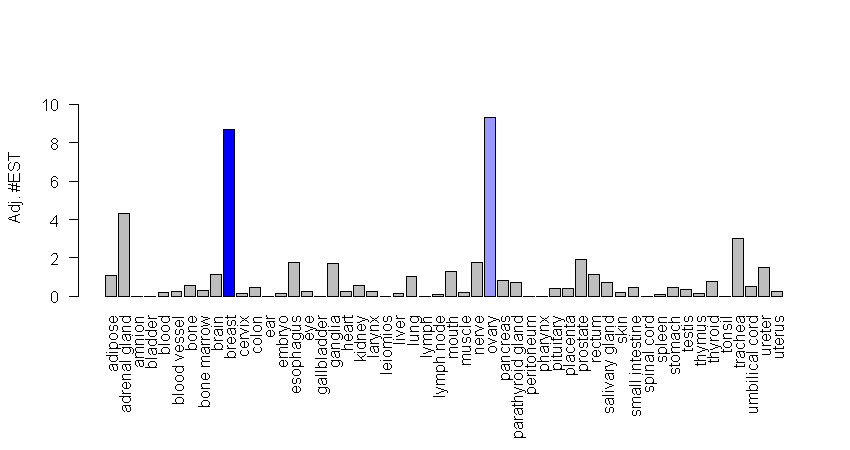 Adj. #EST
10
8
6
4
2
0
adipose
adrenal gland
amnion
bladder
blood
blood vessel
bone
bone marrow
brain
breast
cervix
colon
ear
embryo
esophagus
eye
gallbladder
ganglia
heart
kidney
larynx
leiomios
liver
lung
lymph
lymph node
mouth
muscle
nerve
ovary
pancreas
parathyroid gland
peritoneum
pharynx
pituitary
placenta
prostate
rectum
salivary gland
skin
small intestine
spinal cord
spleen
stomach
testis
thymus
thyroid
tonsil
trachea
umbilical cord
ureter
uterus